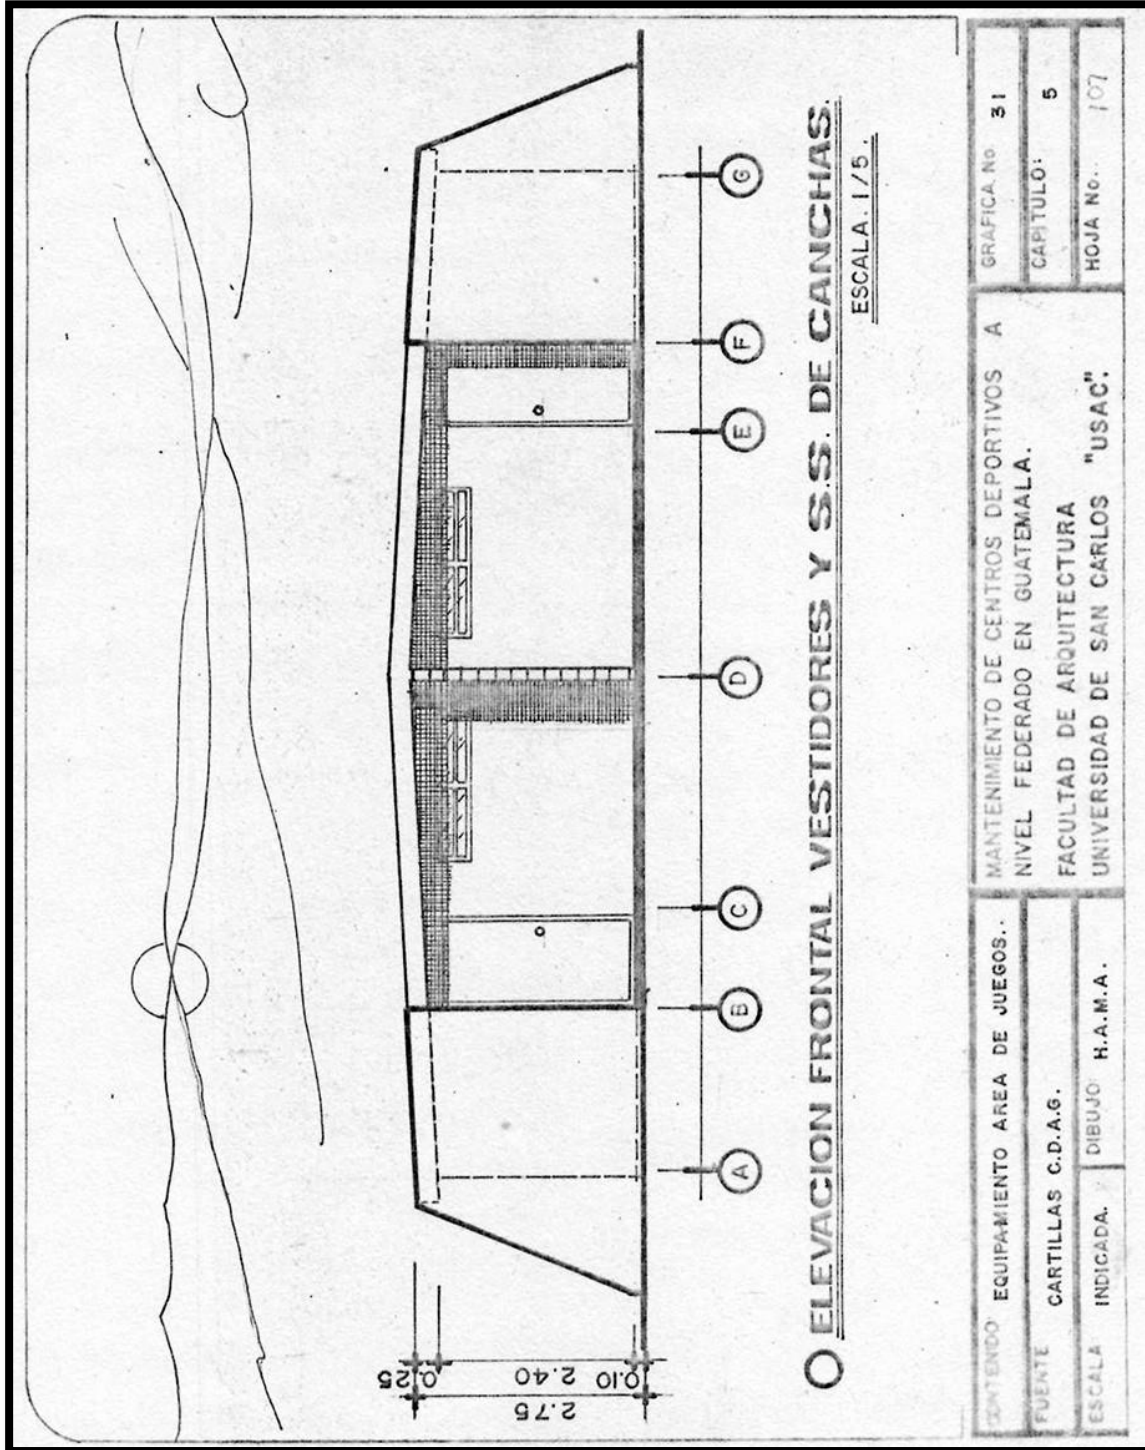 0.25
2.40
0.10
2.75
A
B
C
D
E
F
G
ELEVACION FRONTAL VESTIDORES Y S.S. DE CANCHAS.
ESCALA. 1/5.
CONTENIDO EQUIPAMIENTO AREA DE JUEGOS..
FUENTE CARTILLAS C.D.A.G.
ESCALA INDICADA. DIBUJO: H.A.M.A.
MANTENIMIENTO DE CENTROS DEPORTIVOS A
NIVEL FEDERADO EN GUATEMALA.
FACULTAD DE ARQUITECTURA
UNIVERSIDAD DE SAN CARLOS "USAC".
GRAFICA No 31
CAPITULO: 5
HOJA No. 107